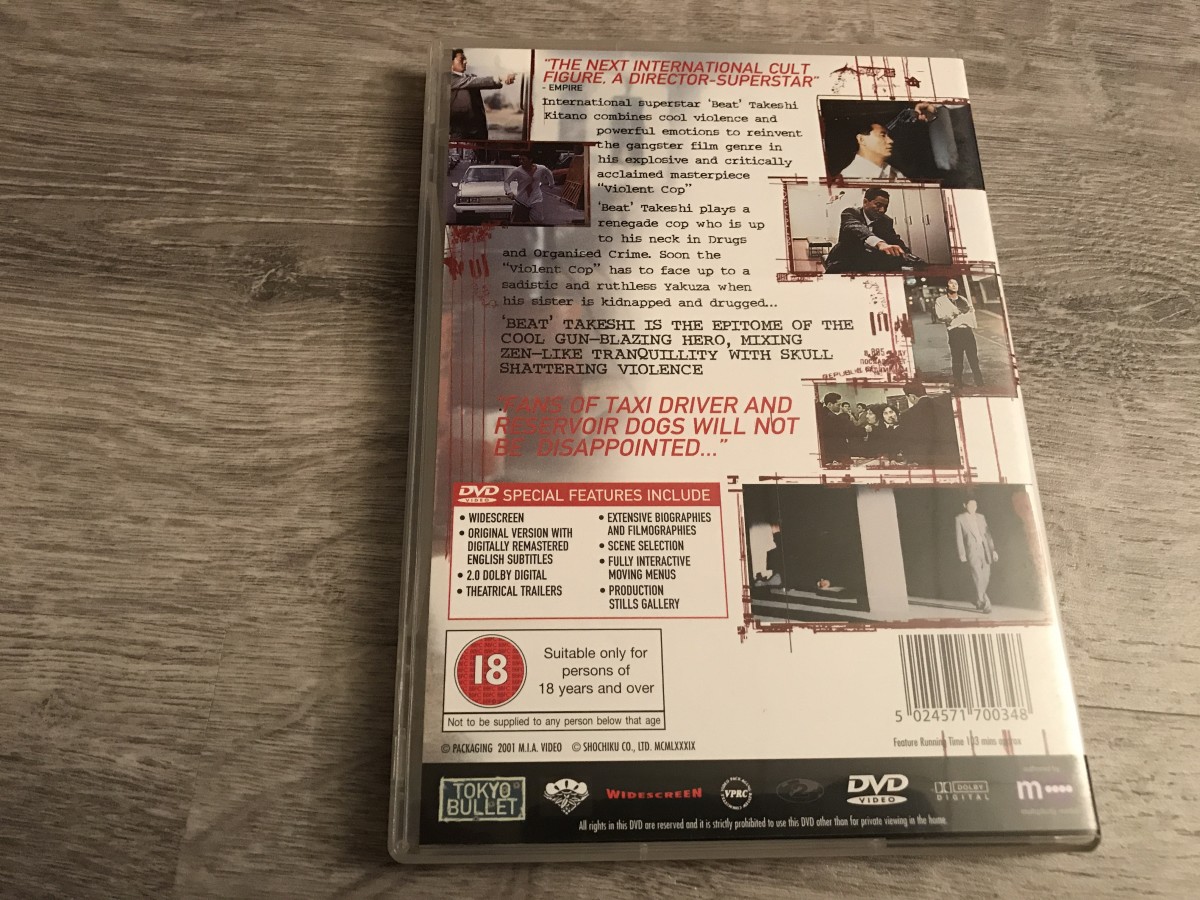 "THE NEXT INTERNATIONAL CULT
FIGURE. A DIRECTOR-SUPERSTAR"
- EMPIRE
International superstar 'Beat' Takeshi
Kitano combines cool violence and
powerful emotions to reinvent
the gangster film genre in
his explosive and critically
acclaimed masterpiece
"Violent Cop"
'Beat' Takeshi plays a
renegade cop who is up
to his neck in Drugs
and Organised Crime. Soon the
"Violent Cop" has to face up to a
sadistic and ruthless Yakuza when
his sister is kidnapped and drugged...
'BEAT' TAKESHI IS THE EPITOME OF THE
COOL GUN-BLAZING HERO, MIXING
ZEN-LIKE TRANQUILLITY WITH SKULL
SHATTERING VIOLENCE
"FANS OF TAXI DRIVER AND
RESERVOIR DOGS WILL NOT
BE DISAPPOINTED..."
DVD VIDEO SPECIAL FEATURES INCLUDE
• WIDESCREEN
• ORIGINAL VERSION WITH
DIGITALLY REMASTERED
ENGLISH SUBTITLES
• 2.0 DOLBY DIGITAL
• THEATRICAL TRAILERS
• EXTENSIVE BIOGRAPHIES
AND FILMOGRAPHIES
• SCENE SELECTION
• FULLY INTERACTIVE
MOVING MENUS
• PRODUCTION
STILLS GALLERY
18
Suitable only for
persons of
18 years and over
Not to be supplied to any person below that age
5 024571 700348
© PACKAGING 2001 M.I.A. VIDEO © SHOCHIKU CO., LTD. MCMLXXXIX
Feature Running Time 103 mins approx
TOKYO
BULLET
WIDESCREEN
VPRC
DVD
VIDEO
DOLBY
DIGITAL
m
All rights in this DVD are reserved and it is strictly prohibited to use this DVD other than for private viewing in the home.